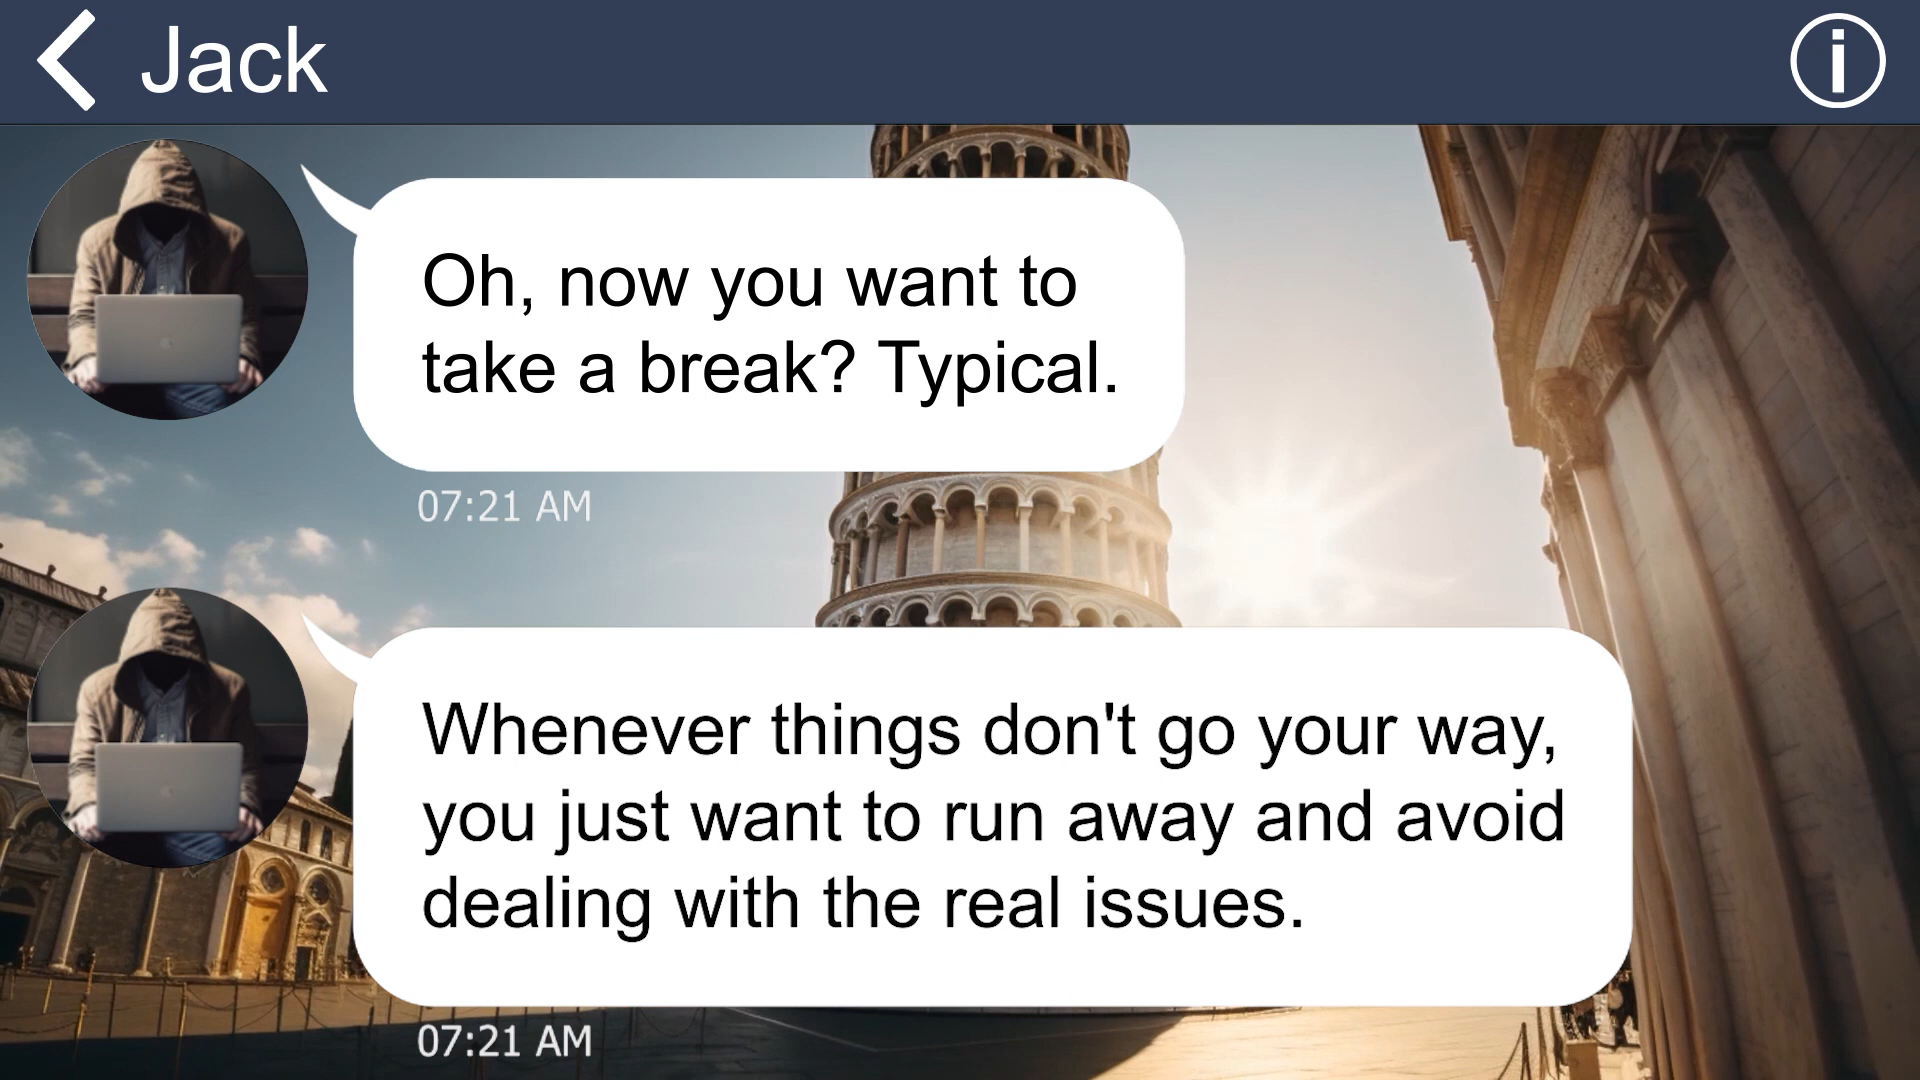 Jack
Oh, now you want to
take a break? Typical.
07:21 AM
Whenever things don't go your way,
you just want to run away and avoid
dealing with the real issues.
07:21 AM